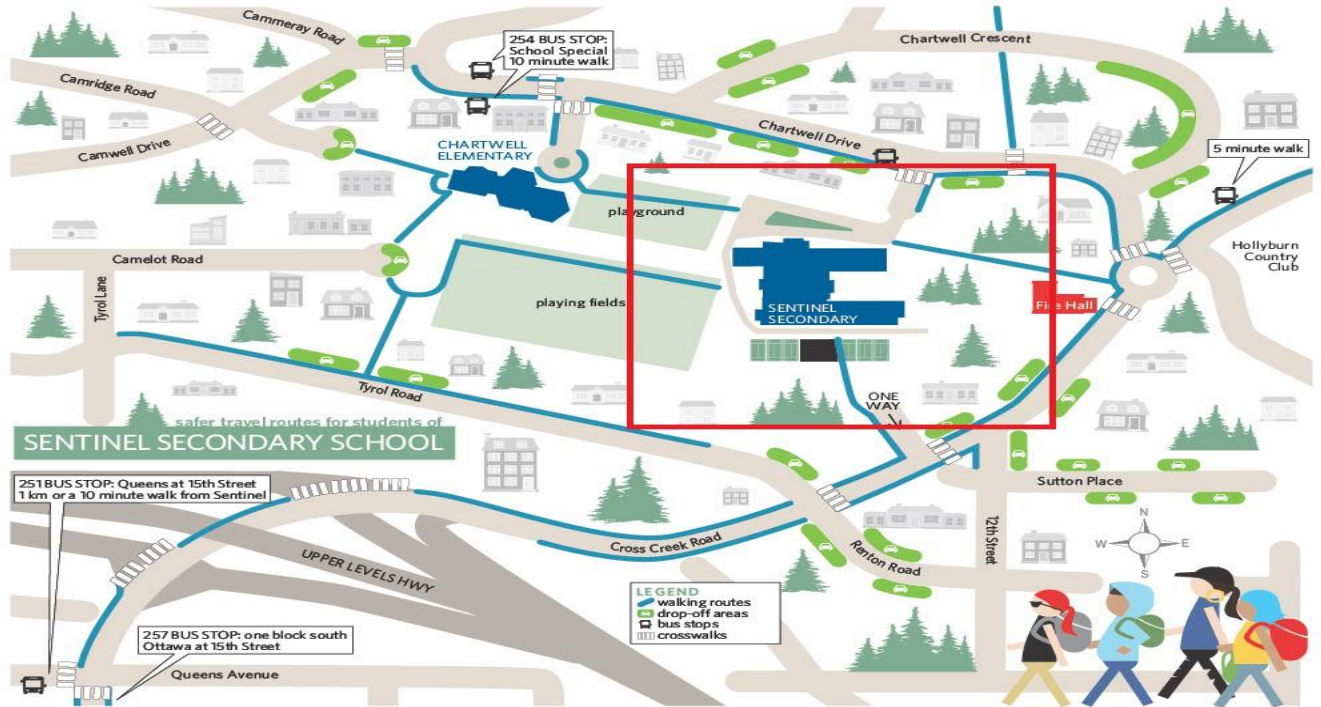 Cammeray Road
254 BUS STOP:
School Special
10 minute walk
Chartwell Crescent
Camridge Road
Chartwell Drive
Camwell Drive
CHARTWELL
ELEMENTARY
5 minute walk
playground
Hollyburn
Country
Club
Camelot Road
Tyrol Lane
playing fields
SENTINEL
SECONDARY
Fire Hall
Tyrol Road
ONE
WAY
safer travel routes for students of
SENTINEL SECONDARY SCHOOL
251 BUS STOP: Queens at 15th Street
1 km or a 10 minute walk from Sentinel
Sutton Place
12th Street
N
W
E
S
Cross Creek Road
Renton Road
UPPER LEVELS HWY
LEGEND
walking routes
drop-off areas
bus stops
crosswalks
257 BUS STOP: one block south
Ottawa at 15th Street
Queens Avenue